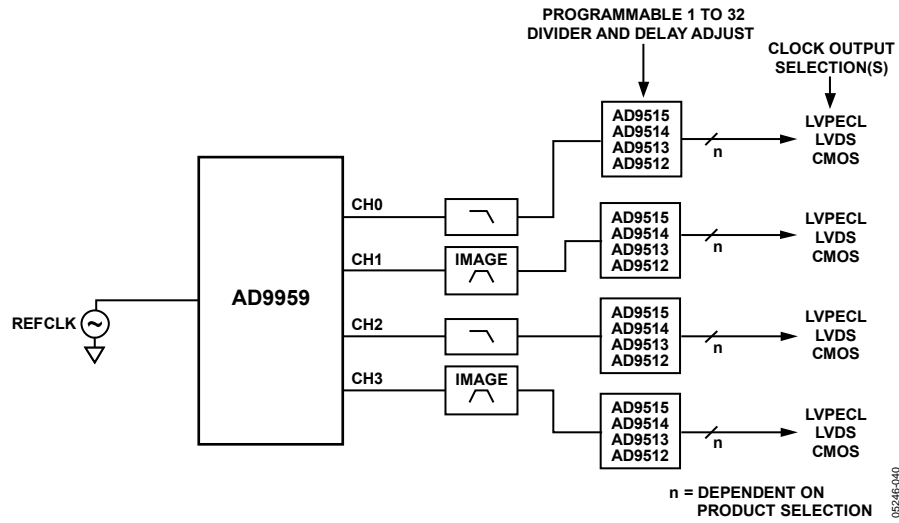 PROGRAMMABLE 1 TO 32
DIVIDER AND DELAY ADJUST
CLOCK OUTPUT
SELECTION(S)
AD9515
AD9514
AD9513
AD9512
n
LVPECL
LVDS
CMOS
CH0
CH1
IMAGE
AD9515
AD9514
AD9513
AD9512
n
LVPECL
LVDS
CMOS
AD9959
REFCLK
~
CH2
AD9515
AD9514
AD9513
AD9512
n
LVPECL
LVDS
CMOS
CH3
IMAGE
AD9515
AD9514
AD9513
AD9512
n
LVPECL
LVDS
CMOS
n = DEPENDENT ON
PRODUCT SELECTION
05246-040